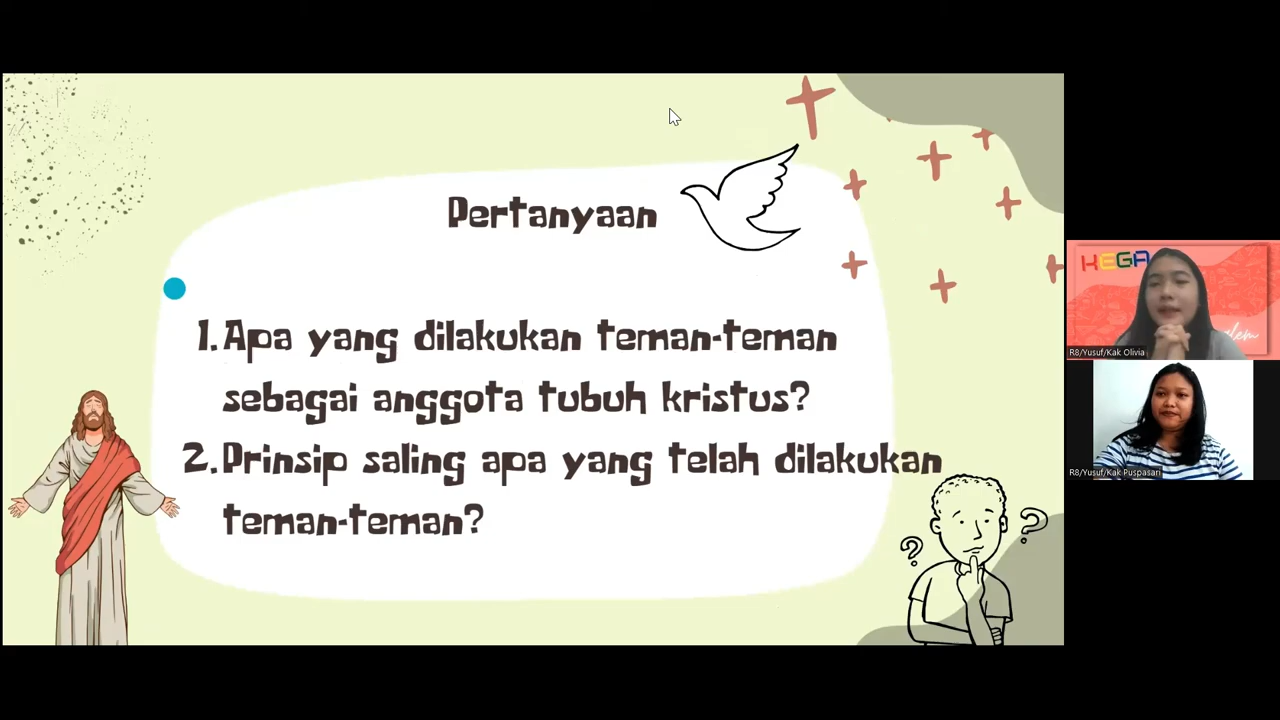 Pertanyaan
1. Apa yang dilakukan teman-teman
sebagai anggota tubuh kristus?
2. Prinsip saling apa yang telah dilakukan
teman-teman?
?
?
KEGA
R8/Yusuf/Kak Olivia
R8/Yusuf/Kak Puspasari